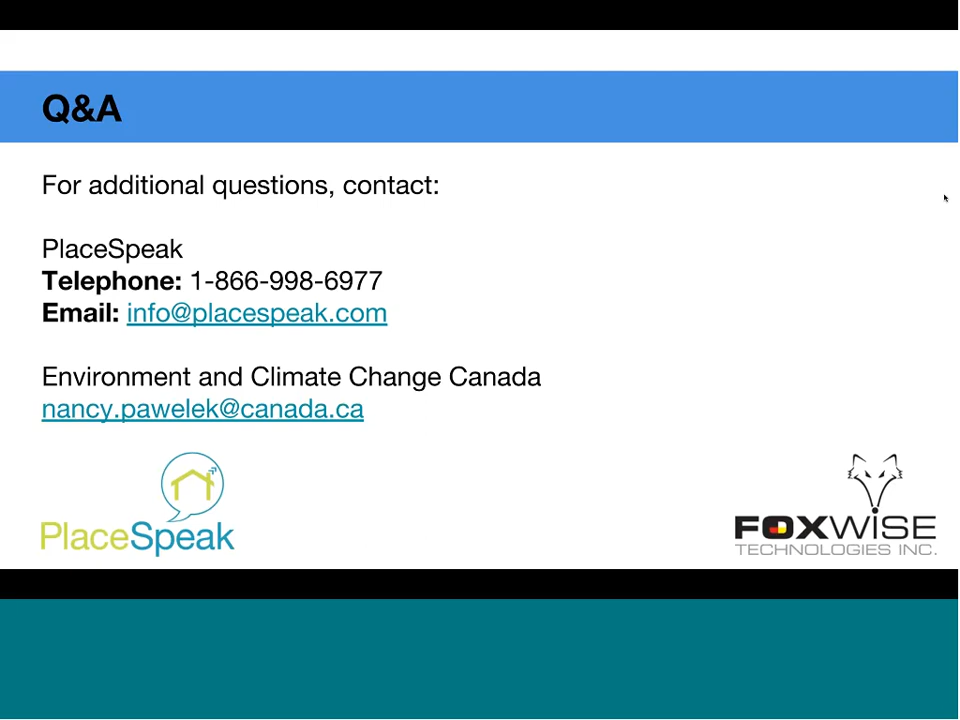 Q&A
For additional questions, contact:
PlaceSpeak
Telephone: 1-866-998-6977
Email: info@placespeak.com
Environment and Climate Change Canada
nancy.pawelek@canada.ca
PlaceSpeak
FOXWISE
TECHNOLOGIES INC.